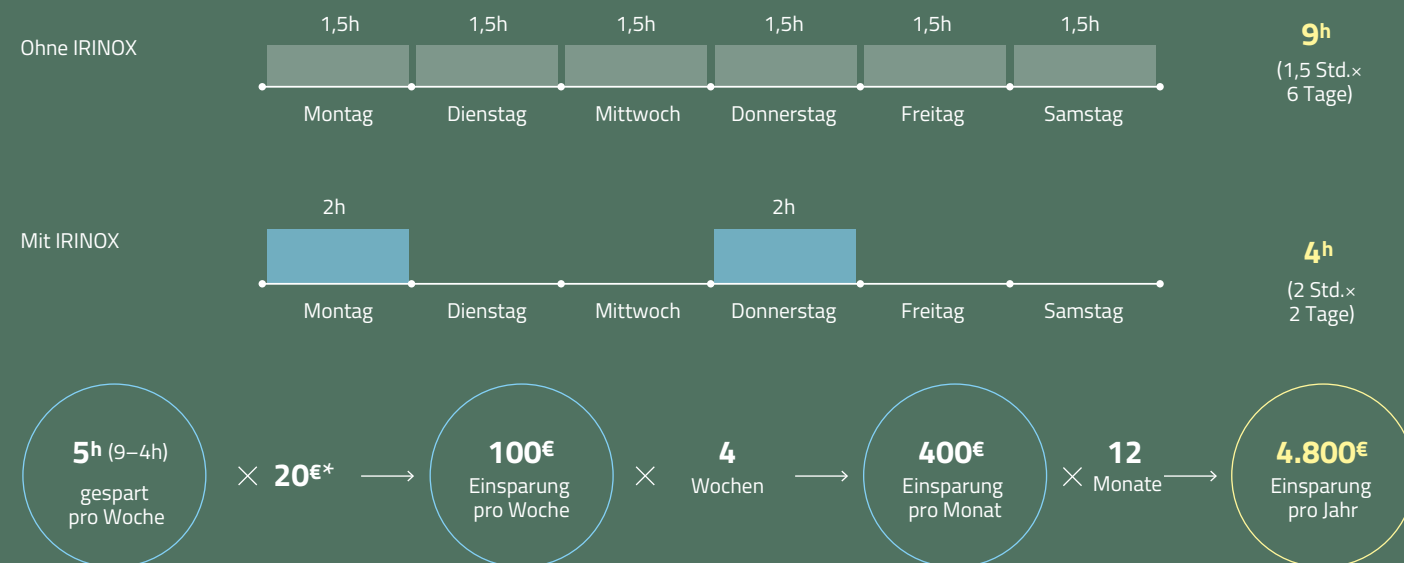 Ohne IRINOX
1,5h 1,5h 1,5h 1,5h 1,5h 1,5h
Montag Dienstag Mittwoch Donnerstag Freitag Samstag
9h
(1,5 Std.×
6 Tage)
Mit IRINOX
2h 2h
Montag Dienstag Mittwoch Donnerstag Freitag Samstag
4h
(2 Std.×
2 Tage)
5h (9–4h)
gespart
pro Woche
× 20€*
100€
Einsparung
pro Woche
× 4
Wochen
400€
Einsparung
pro Monat
× 12
Monate
4.800€
Einsparung
pro Jahr